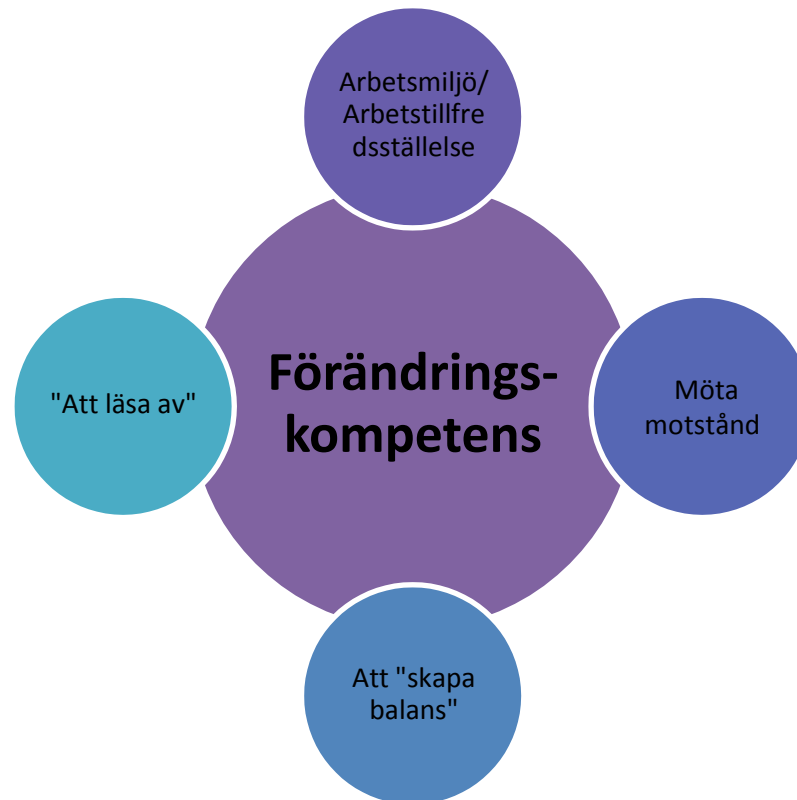 Arbetsmiljö/
Arbetstillfre
dsställelse
Förändrings-
kompetens
"Att läsa av"
Möta
motstånd
Att "skapa
balans"